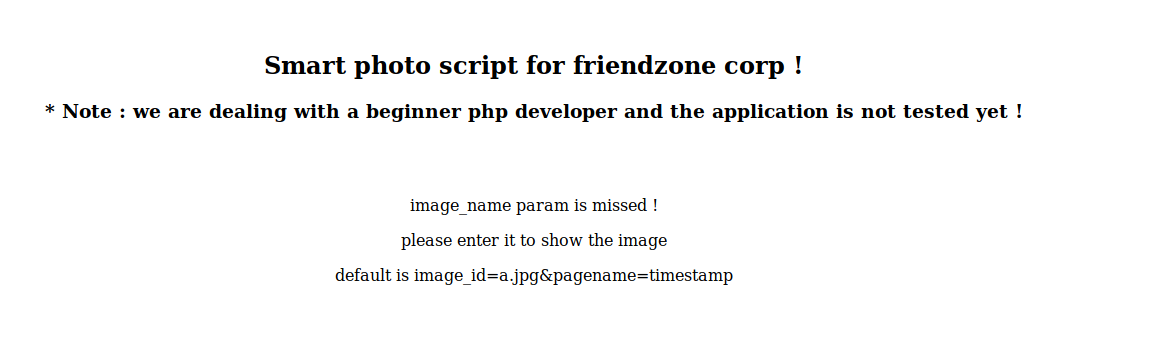 Smart photo script for friendzone corp !
* Note : we are dealing with a beginner php developer and the application is not tested yet !
image_name param is missed !
please enter it to show the image
default is image_id=a.jpg&pagename=timestamp